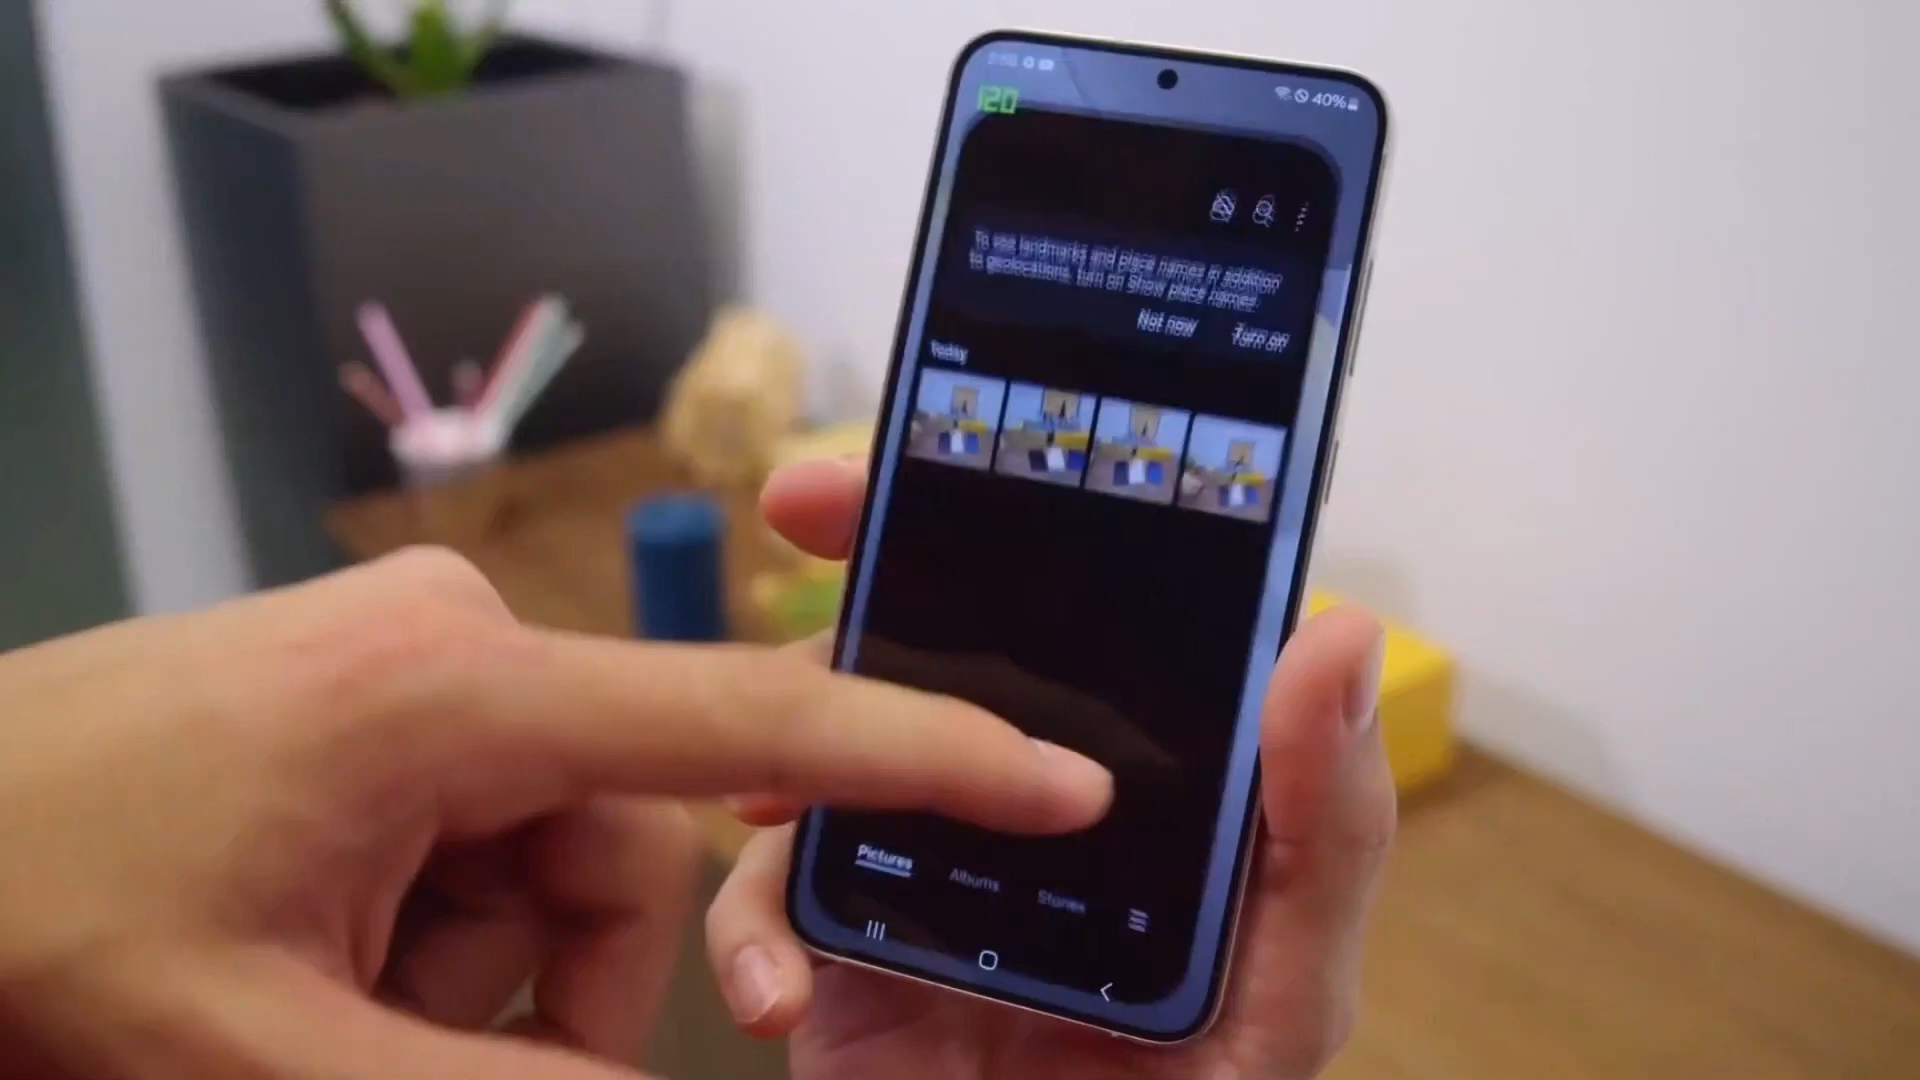 40%
120
To see landmarks and place names in addition
to geolocations, turn on Show place names.
Not now Turn on
Today
Pictures Albums Stories